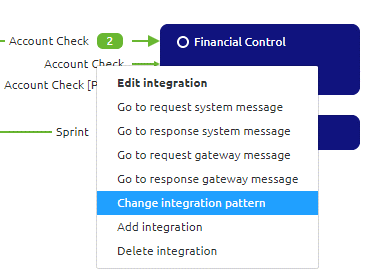 Account Check 2 Financial Control
Account Check
Account Check [P
Edit integration
Go to request system message
Go to response system message
Sprint
Go to request gateway message
Go to response gateway message
Change integration pattern
Add integration
Delete integration